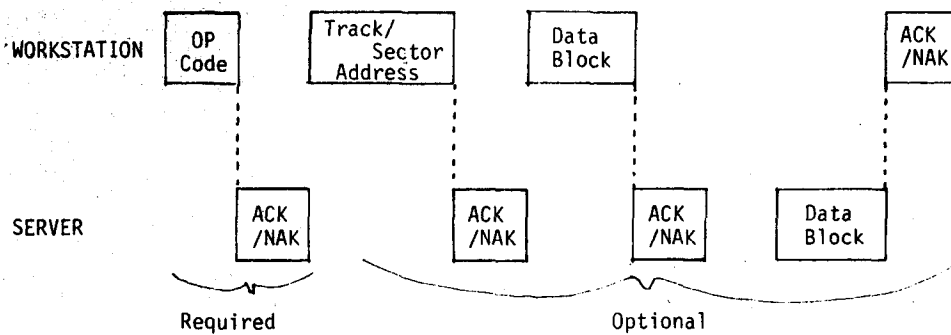 WORKSTATION
OP
Code
Track/
Sector
Address
Data
Block
ACK
/NAK
SERVER
ACK
/NAK
ACK
/NAK
ACK
/NAK
Data
Block
Required
Optional